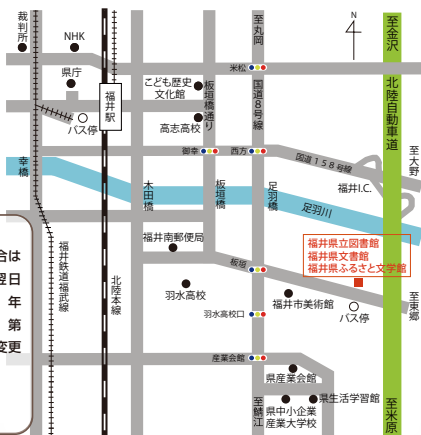 裁判所
NHK
県庁
バス停
福井駅
至丸岡
N
至金沢
米松
こども歴史
文化館
板垣橋通り
国道8号線
北陸自動車道
高志高校
御幸
西方
国道158号線
至大野
福井I.C.
幸橋
木田橋
板垣橋
足羽橋
足羽川
福井県立図書館
福井県文書館
福井県ふるさと文学館
合は
翌日
年
第
変更
福井鉄道福武線
北陸本線
福井南郵便局
板垣
羽水高校
福井市美術館
バス停
至東郷
羽水高校口
産業会館
県産業会館
県生活学習館
県中小企業
産業大学校
至鯖江
至米原